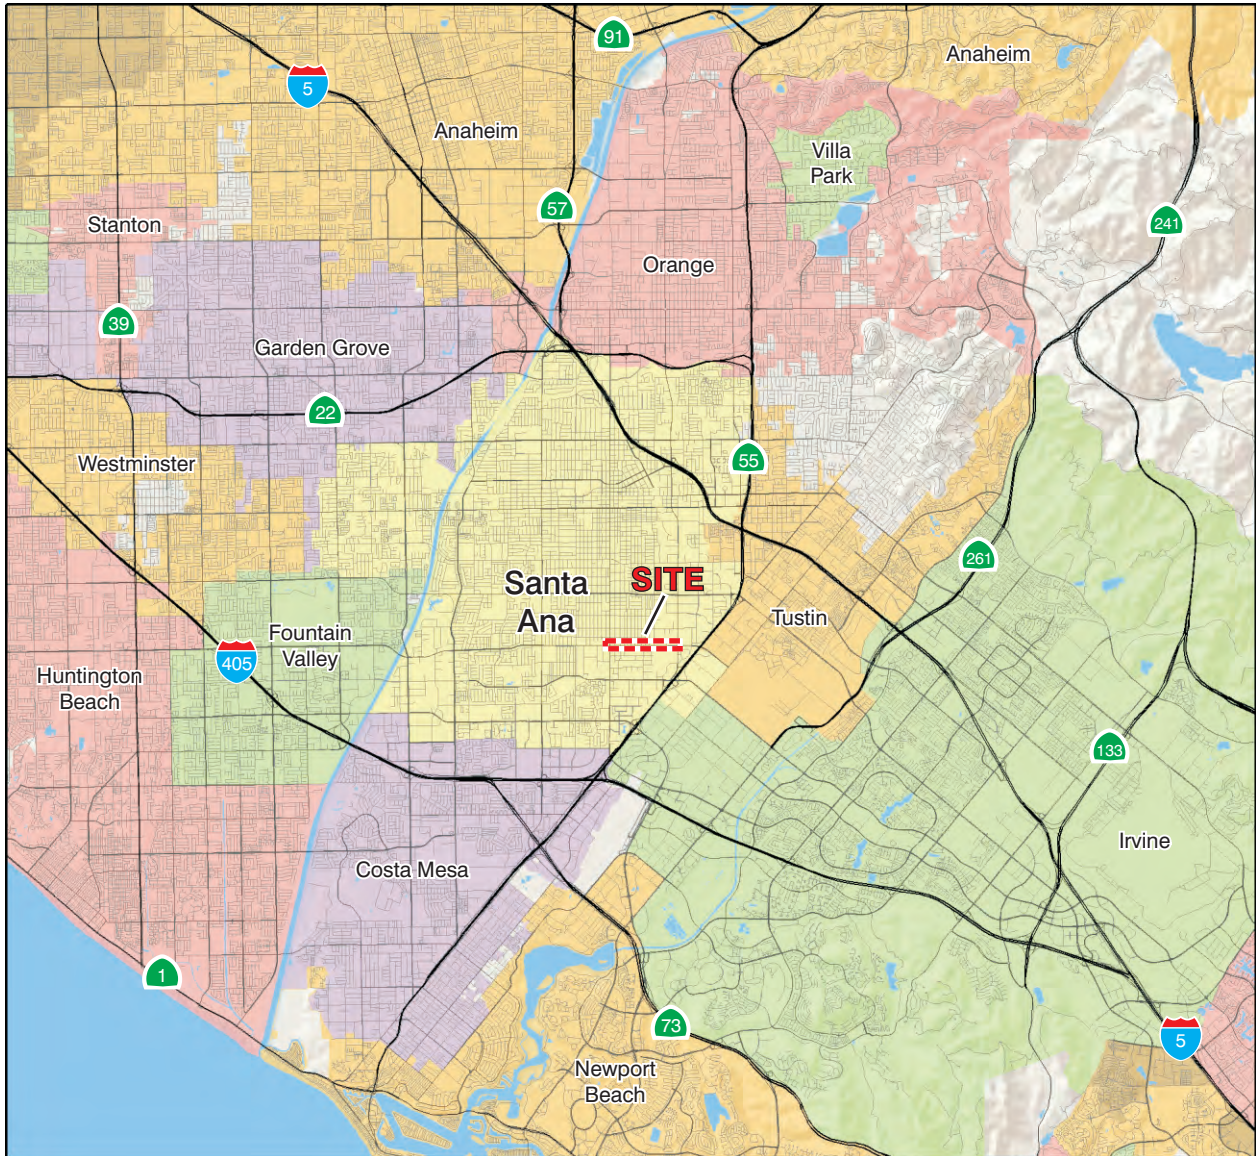 91
Anaheim
5
Anaheim
Villa
Park
57
Stanton
241
Orange
39
Garden Grove
22
Westminster
55
261
Santa
Ana
SITE
Tustin
Fountain
Valley
405
Huntington
Beach
133
Irvine
Costa Mesa
1
73
5
Newport
Beach